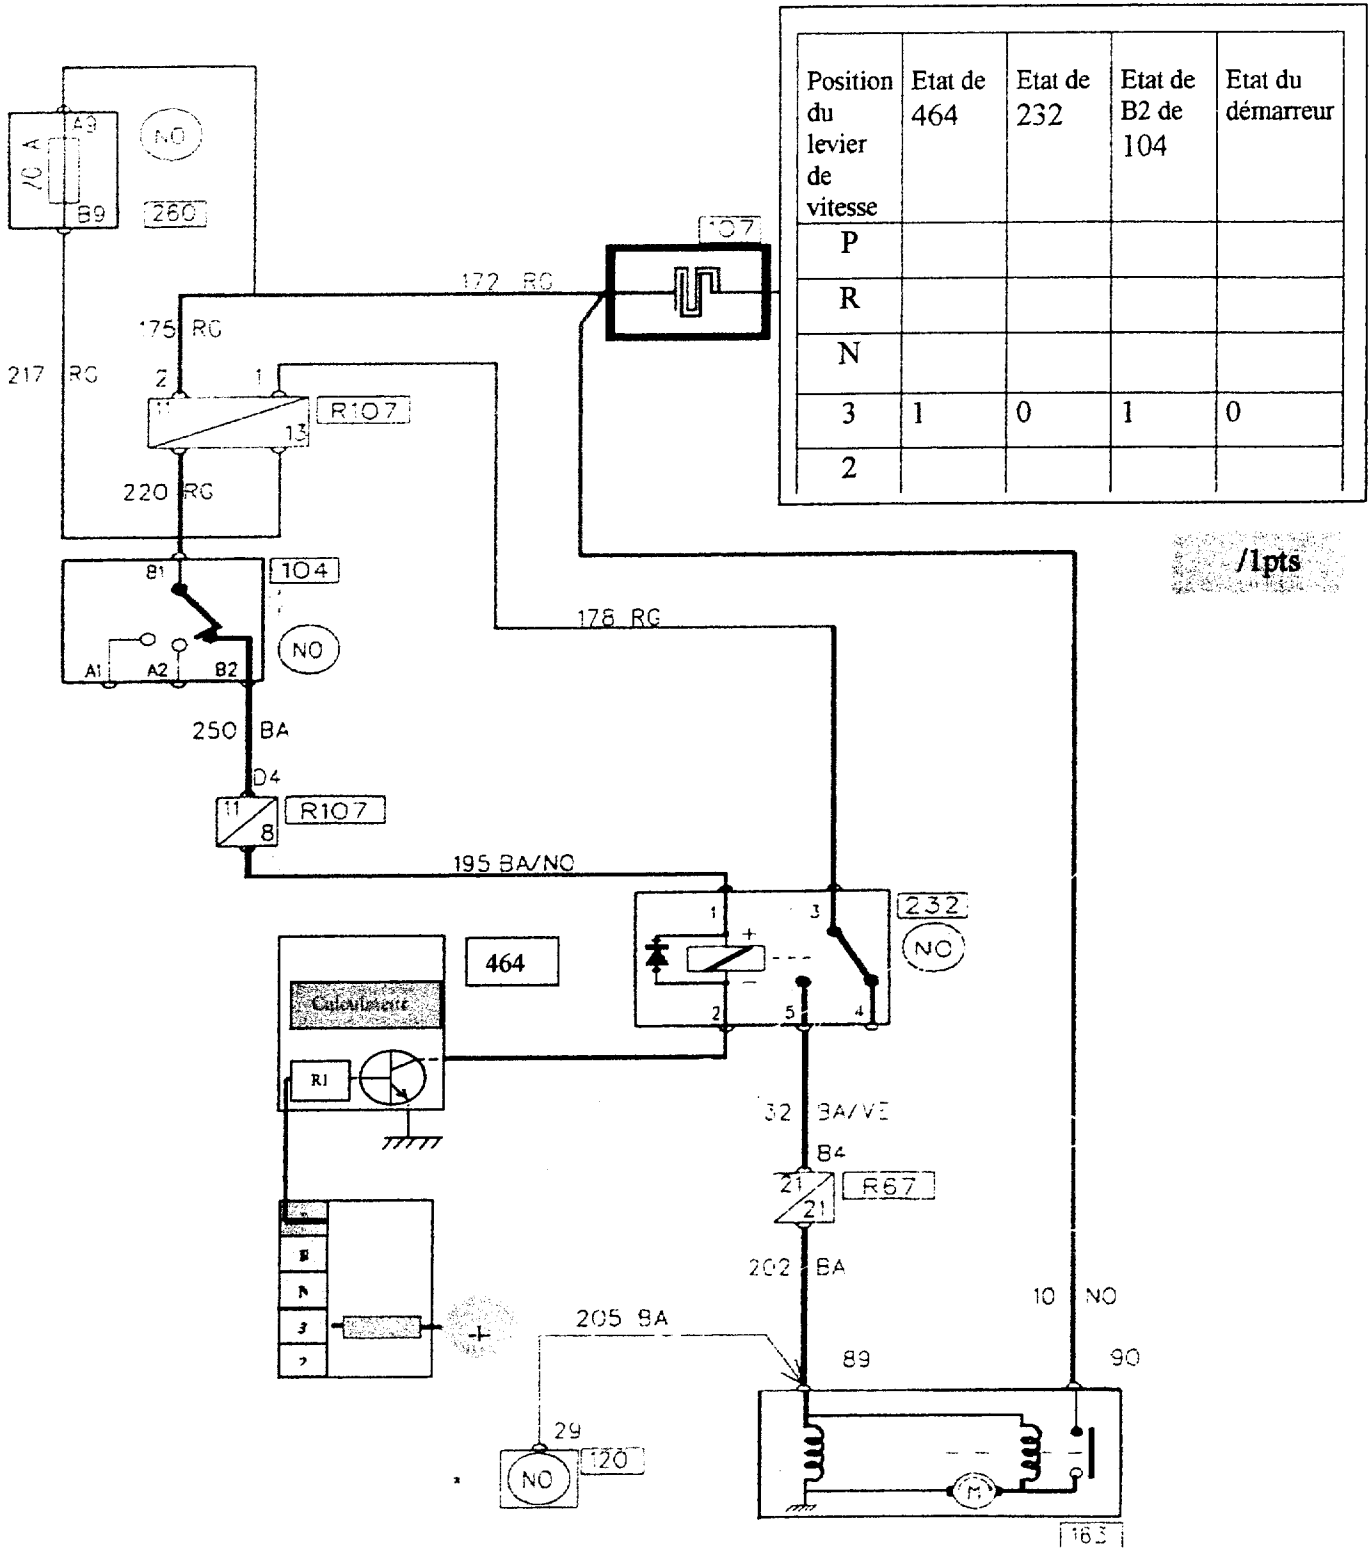 Position du levier de vitesse | Etat de 464 | Etat de 232 | Etat de B2 de 104 | Etat du démarreur
P
R
N
3 | 1 | 0 | 1 | 0
2
/1pts
A9
NO
A
B9
260
107
172 RG
175 RG
217 RG
2
1
11
13
R107
220 RG
B1
104
NO
A1
A2
B2
178 RG
250 BA
D4
11
8
R107
195 BA/NO
1
3
232
NO
+
-
2
5
4
464
Calculateur
R1
32 BA/VE
B4
21
21
R67
202 BA
3
+
205 BA
10 NO
89
90
29
NO
120
M
163